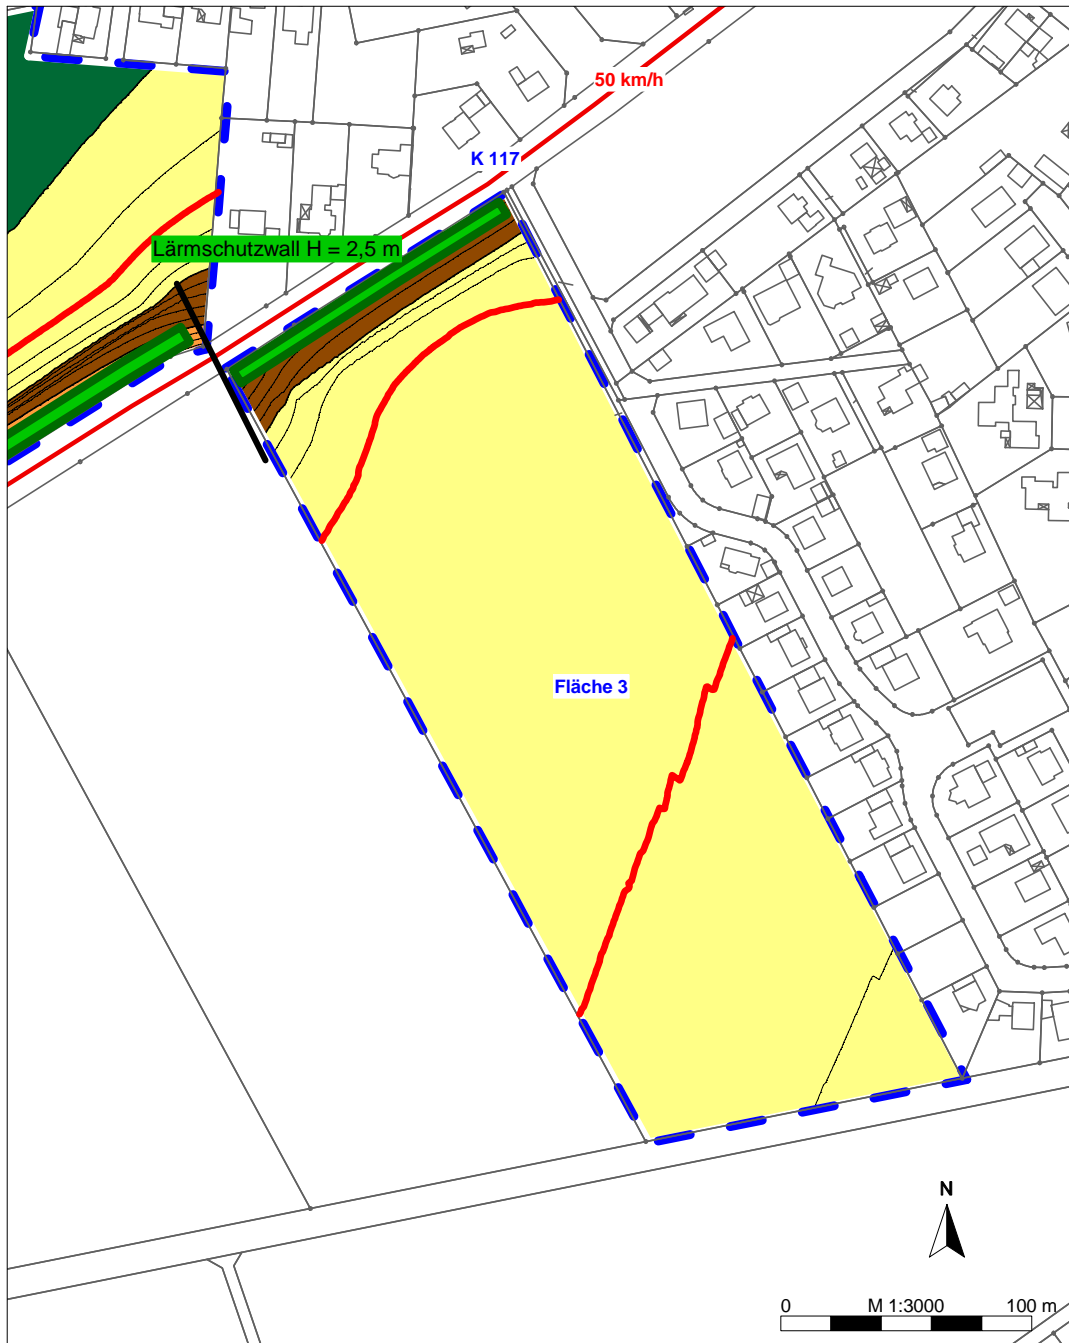 50 km/h
K 117
Lärmschutzwall H = 2,5 m
Fläche 3
N
0 M 1:3000 100 m